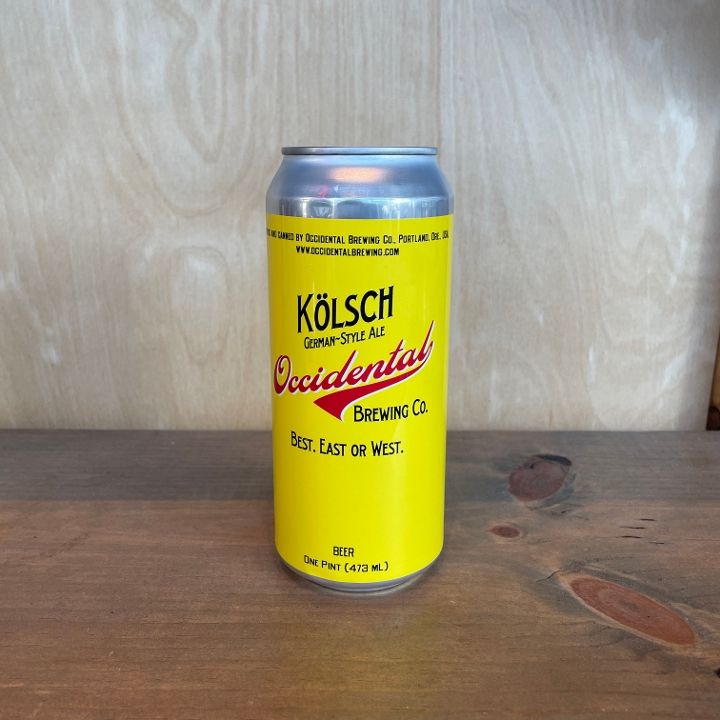 AND CANNED BY OCCIDENTAL BREWING CO., PORTLAND, ORE., USA
WWW.OCCIDENTALBREWING.COM
KÖLSCH
GERMAN-STYLE ALE
Occidental
BREWING CO.
BEST. EAST OR WEST.
BEER
ONE PINT (473 ML)